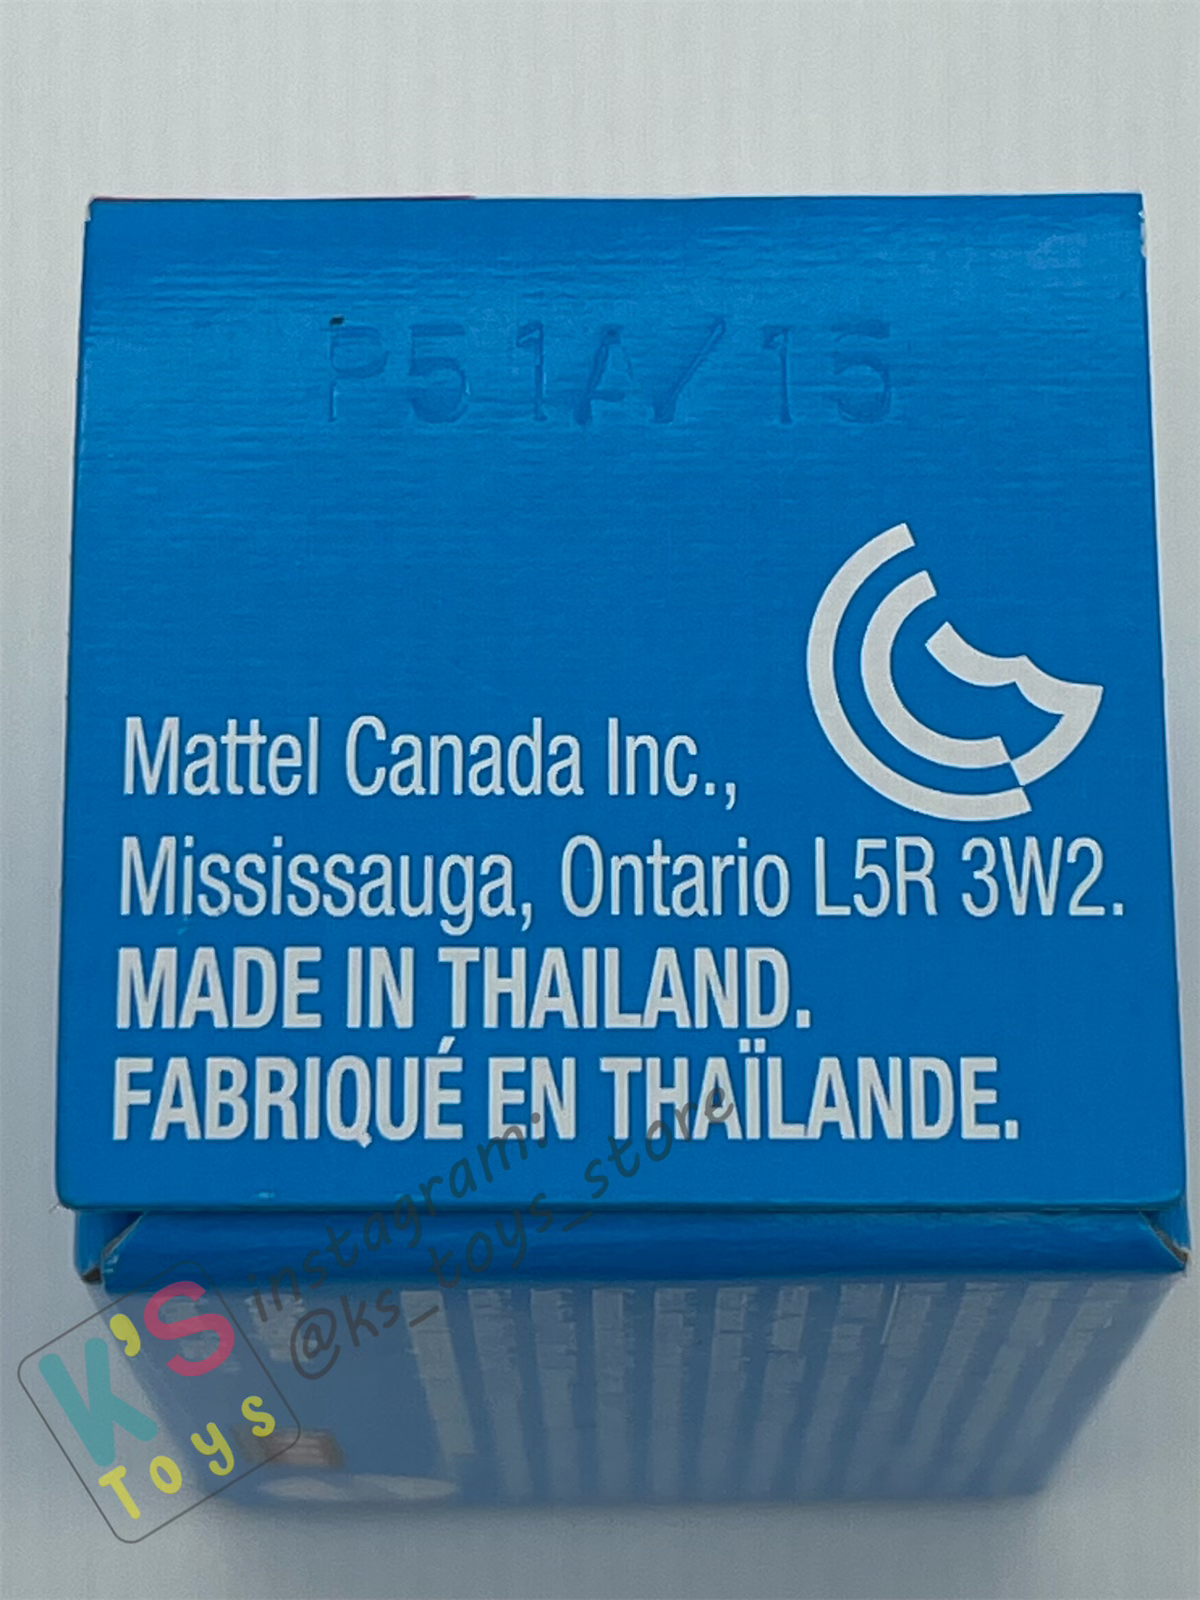 P51A/15
Mattel Canada Inc.,
Mississauga, Ontario L5R 3W2.
MADE IN THAILAND.
FABRIQUÉ EN THAÏLANDE.
instagram:
@ks_toys_store
K'S
Toys